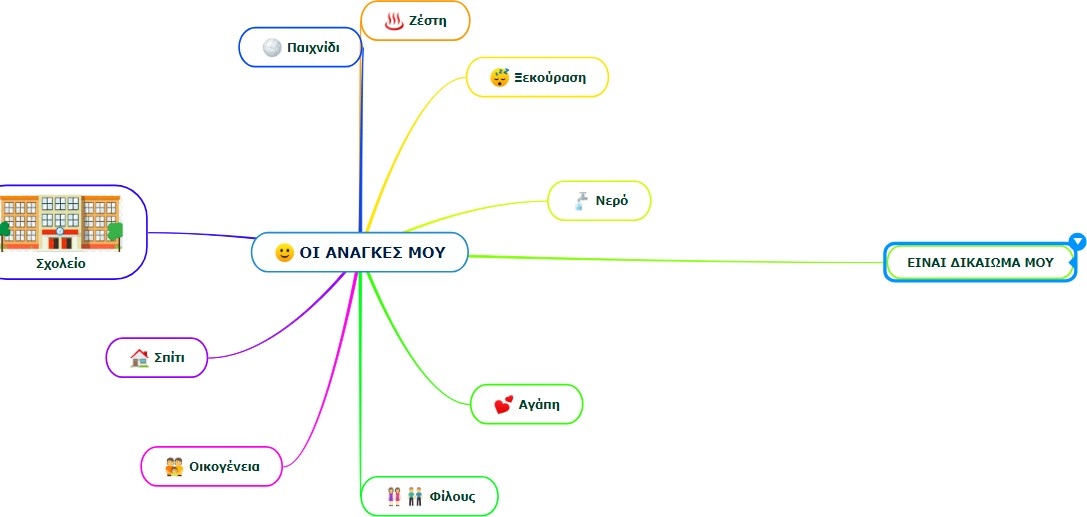 Ζέστη
Παιχνίδι
Ξεκούραση
Νερό
Σχολείο
ΟΙ ΑΝΑΓΚΕΣ ΜΟΥ
ΕΙΝΑΙ ΔΙΚΑΙΩΜΑ ΜΟΥ
Σπίτι
Αγάπη
Οικογένεια
Φίλους